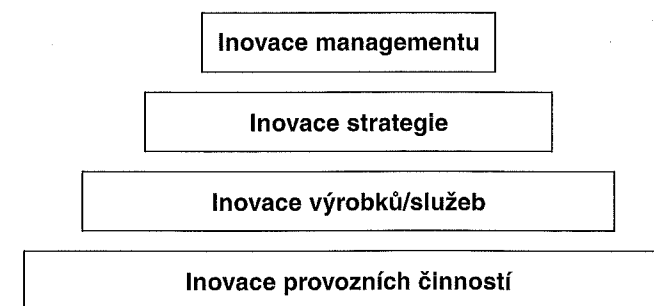 Inovace managementu
Inovace strategie
Inovace výrobků/služeb
Inovace provozních činností